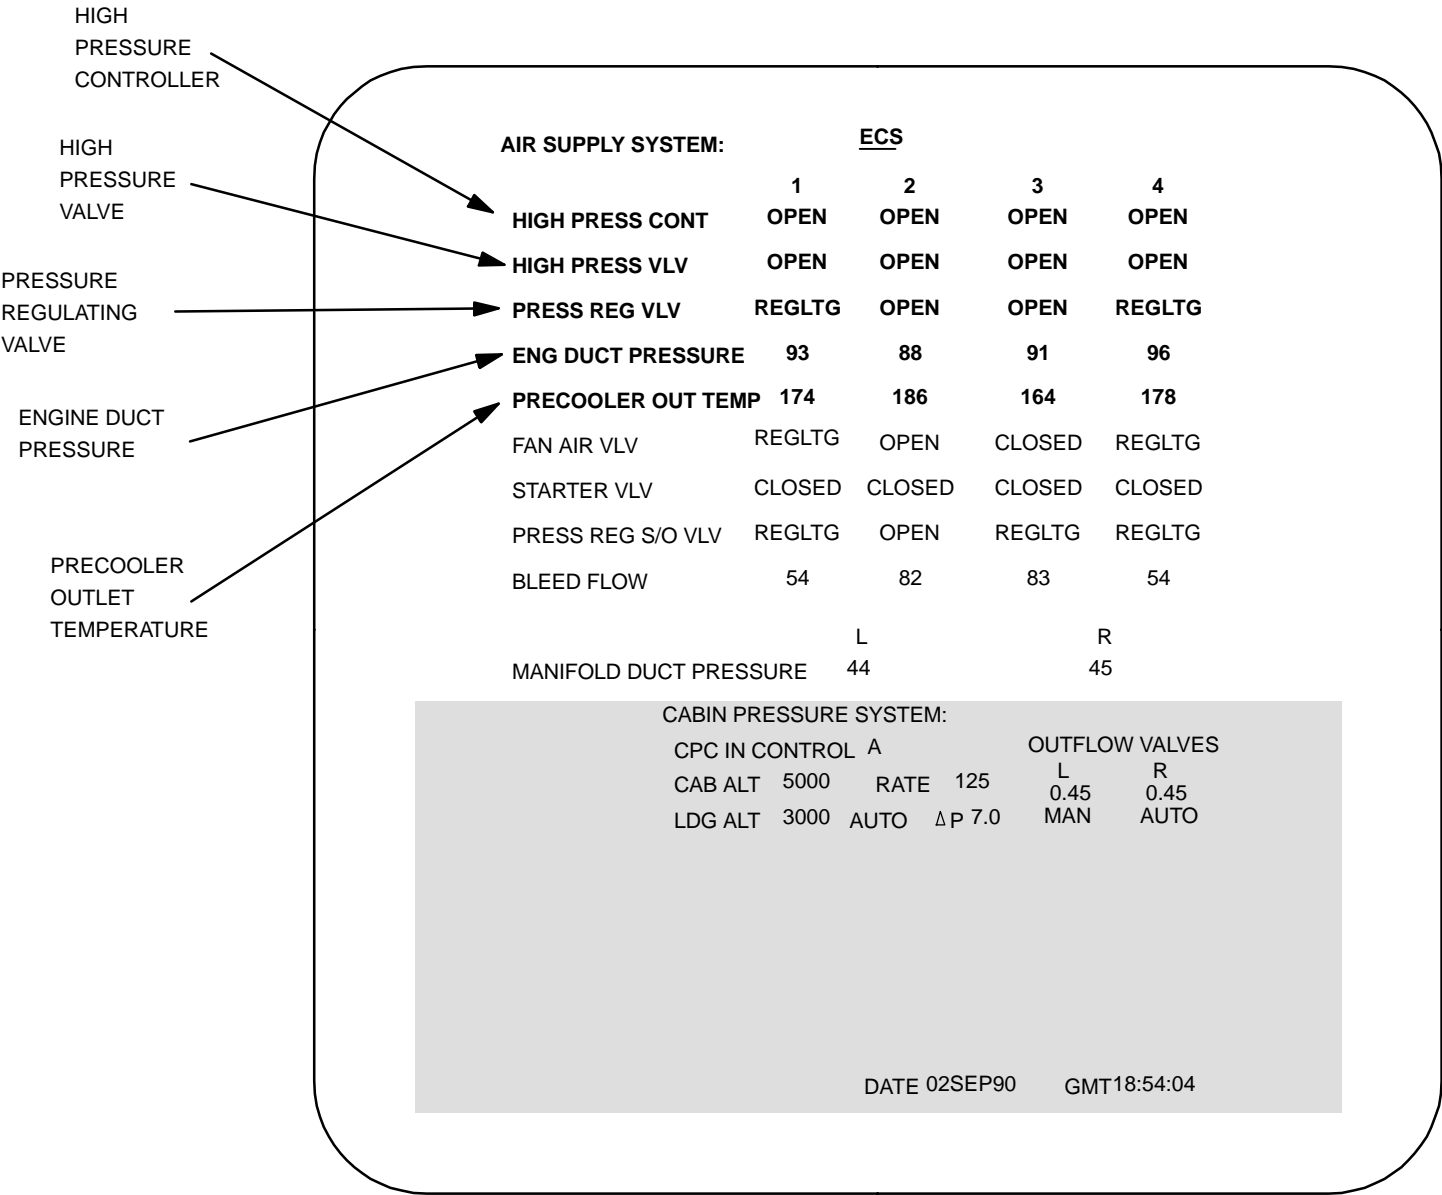 HIGH
PRESSURE
CONTROLLER
HIGH
PRESSURE
VALVE
PRESSURE
REGULATING
VALVE
ENGINE DUCT
PRESSURE
PRECOOLER
OUTLET
TEMPERATURE
AIR SUPPLY SYSTEM: ECS
1 2 3 4
HIGH PRESS CONT OPEN OPEN OPEN OPEN
HIGH PRESS VLV OPEN OPEN OPEN OPEN
PRESS REG VLV REGLTG OPEN OPEN REGLTG
ENG DUCT PRESSURE 93 88 91 96
PRECOOLER OUT TEMP 174 186 164 178
FAN AIR VLV REGLTG OPEN CLOSED REGLTG
STARTER VLV CLOSED CLOSED CLOSED CLOSED
PRESS REG S/O VLV REGLTG OPEN REGLTG REGLTG
BLEED FLOW 54 82 83 54
L R
MANIFOLD DUCT PRESSURE 44 45
CABIN PRESSURE SYSTEM:
CPC IN CONTROL A OUTFLOW VALVES
L R
CAB ALT 5000 RATE 125 0.45 0.45
LDG ALT 3000 AUTO Δ P 7.0 MAN AUTO
DATE 02SEP90 GMT18:54:04